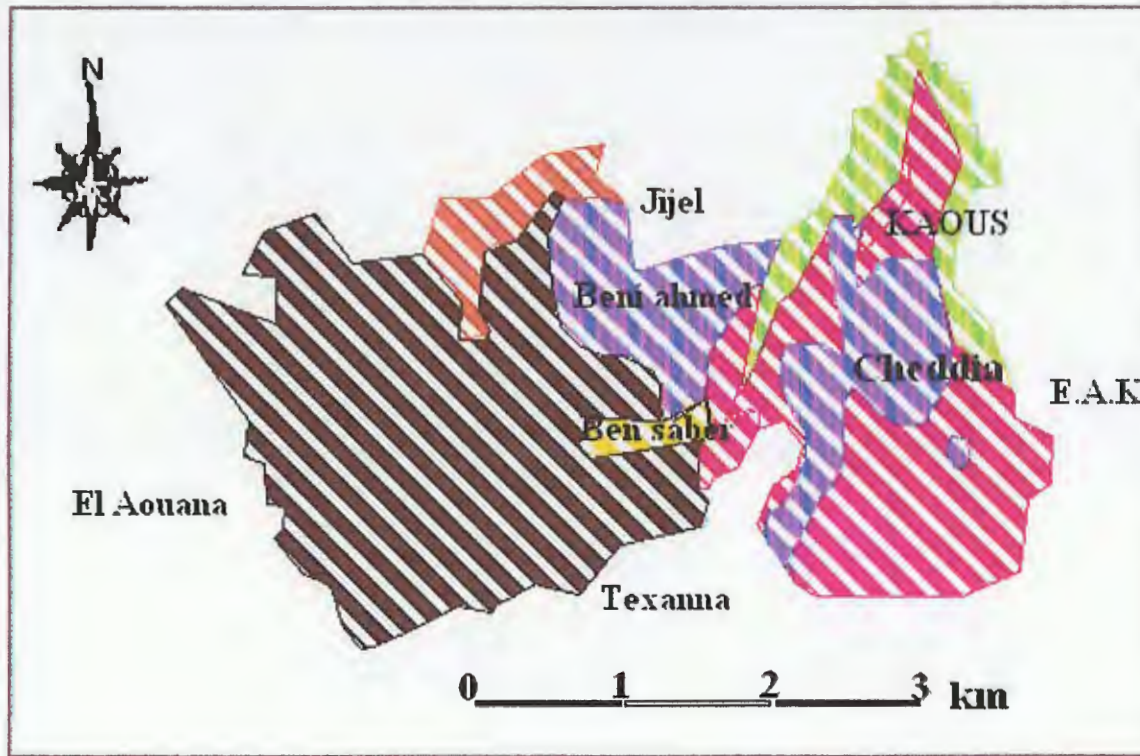 N
Jijel
KAOUS
Beni ahmed
Cheddia
E.A.K
Ben saber
El Aouana
Texanna
0 1 2 3 km